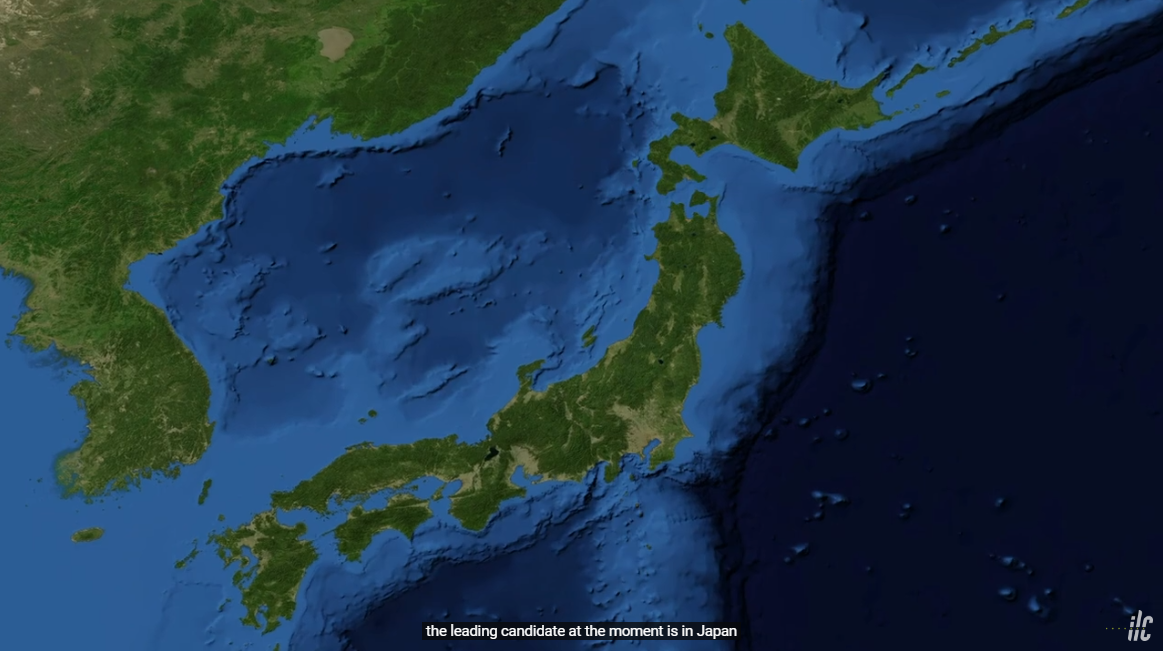 the leading candidate at the moment is in Japan
ilc